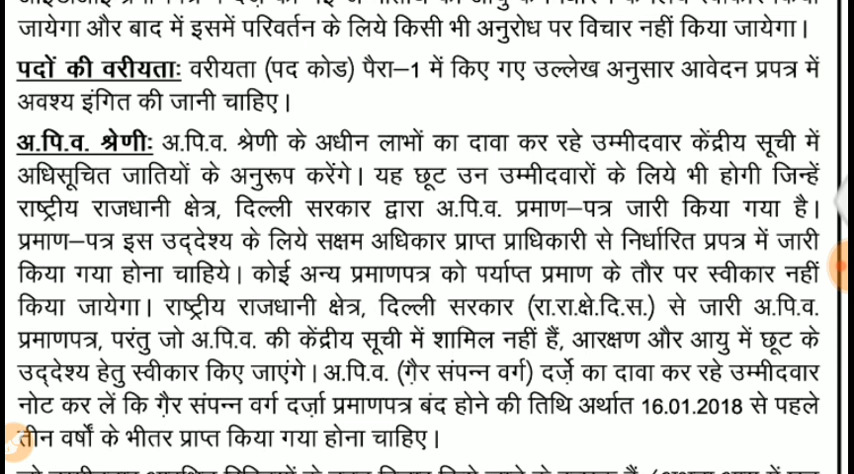 जायेगा और बाद में इसमें परिवर्तन के लिये किसी भी अनुरोध पर विचार नहीं किया जायेगा।
पदों की वरीयताः वरीयता (पद कोड) पैरा–1 में किए गए उल्लेख अनुसार आवेदन प्रपत्र में
अवश्य इंगित की जानी चाहिए।
अ.पि.व. श्रेणीः अ.पि.व. श्रेणी के अधीन लाभों का दावा कर रहे उम्मीदवार केंद्रीय सूची में
अधिसूचित जातियों के अनुरूप करेंगे। यह छूट उन उम्मीदवारों के लिये भी होगी जिन्हें
राष्ट्रीय राजधानी क्षेत्र, दिल्ली सरकार द्वारा अ.पि.व. प्रमाण–पत्र जारी किया गया है।
प्रमाण–पत्र इस उद्देश्य के लिये सक्षम अधिकार प्राप्त प्राधिकारी से निर्धारित प्रपत्र में जारी
किया गया होना चाहिये। कोई अन्य प्रमाणपत्र को पर्याप्त प्रमाण के तौर पर स्वीकार नहीं
किया जायेगा। राष्ट्रीय राजधानी क्षेत्र, दिल्ली सरकार (रा.रा.क्षे.दि.स.) से जारी अ.पि.व.
प्रमाणपत्र, परंतु जो अ.पि.व. की केंद्रीय सूची में शामिल नहीं हैं, आरक्षण और आयु में छूट के
उद्देश्य हेतु स्वीकार किए जाएंगे। अ.पि.व. (गै़र संपन्न वर्ग) दर्जे़ का दावा कर रहे उम्मीदवार
नोट कर लें कि गै़र संपन्न वर्ग दर्जा़ प्रमाणपत्र बंद होने की तिथि अर्थात 16.01.2018 से पहले
तीन वर्षों के भीतर प्राप्त किया गया होना चाहिए।